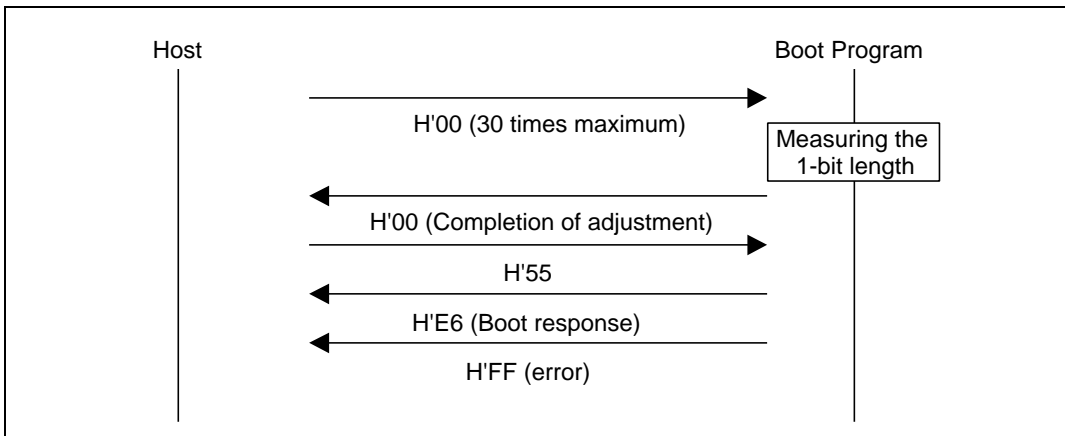 Host
Boot Program
H'00 (30 times maximum)
Measuring the
1-bit length
H'00 (Completion of adjustment)
H'55
H'E6 (Boot response)
H'FF (error)